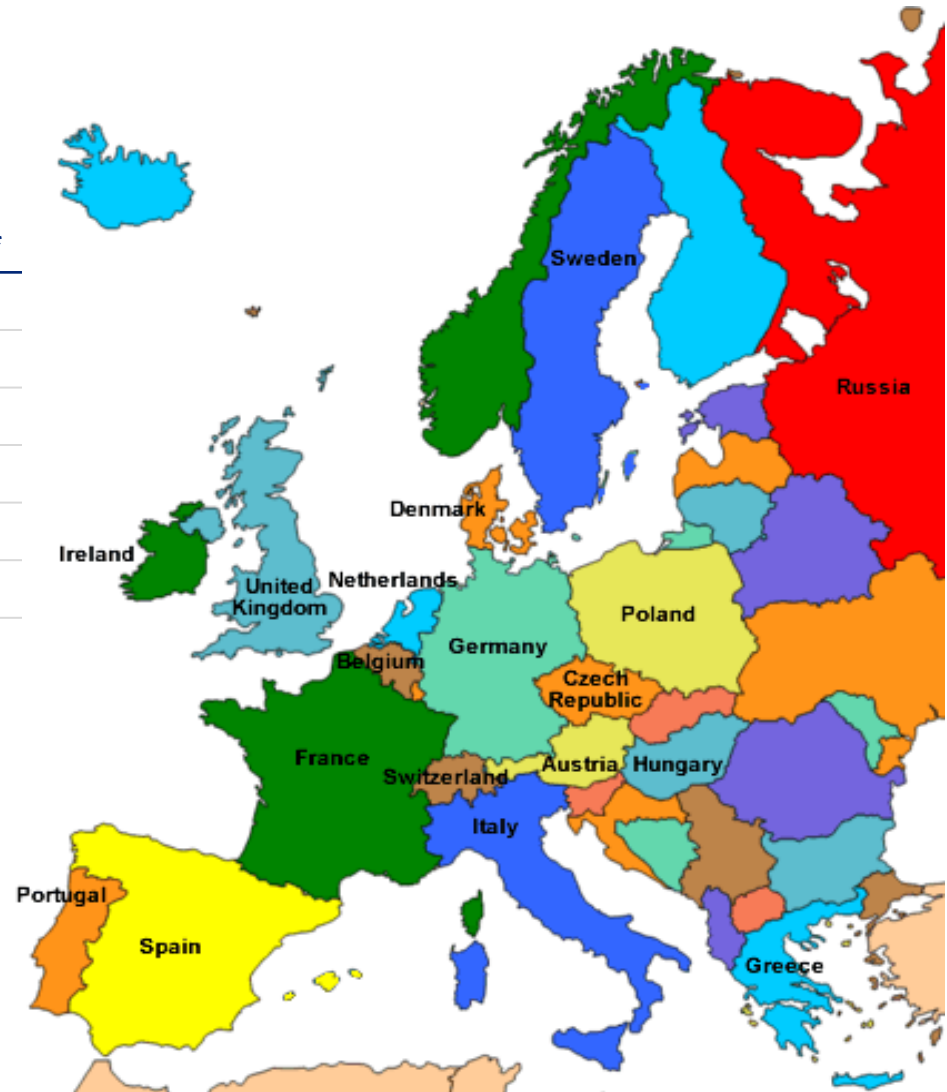 Sweden
Russia
Denmark
Ireland
Netherlands
United
Kingdom
Poland
Germany
Belgium
Czech
Republic
France
Switzerland
Austria
Hungary
Italy
Portugal
Spain
Greece